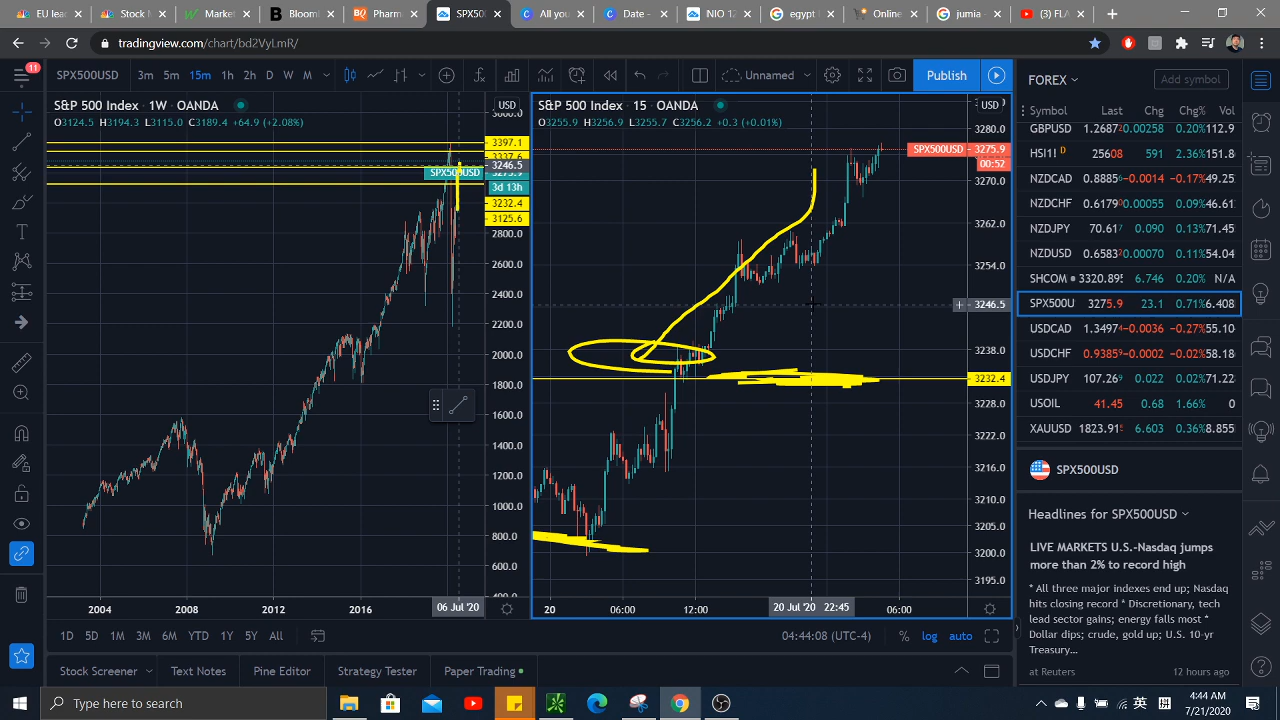 EU lead
Stock M
Market
Bloom
Pharm
SPX50
All you
Date -
NIO 12
egypt
Online
jumia
(3) FLA
tradingview.com/chart/bd2VyLmR/
11
SPX500USD 3m 5m 15m 1h 2h D W M
Unnamed
Publish
FOREX
Add symbol
S&P 500 Index · 1W · OANDA
USD
O3124.5 H3194.3 L3115.0 C3189.4 +64.9 (+2.08%)
3397.1
3246.5
SPX500USD
3d 13h
3232.4
3125.6
2800.0
2600.0
2400.0
2200.0
2000.0
1800.0
1600.0
1400.0
1200.0
1000.0
800.0
600.0
2004 2008 2012 2016 06 Jul '20
S&P 500 Index · 15 · OANDA
USD
O3255.9 H3256.9 L3255.7 C3256.2 +0.3 (+0.01%)
3280.0
SPX500USD 3275.9
00:52
3270.0
3262.0
3254.0
3246.5
3238.0
3232.4
3228.0
3222.0
3216.0
3210.0
3205.0
3200.0
3195.0
20 06:00 12:00 20 Jul '20 22:45 06:00
Symbol Last Chg Chg% Vol
GBPUSD 1.2687 0.00258 0.20% 112.9
HSI1! D 25608 591 2.36% 151.8
NZDCAD 0.8885 -0.0014 -0.17% 49.25
NZDCHF 0.6179 0.00055 0.09% 46.61
NZDJPY 70.61 0.090 0.13% 71.45
NZDUSD 0.6583 0.00070 0.11% 50.29
SHCOM 3320.895 6.746 0.20% N/A
SPX500U 3275.9 23.1 0.71% 6.408
USDCAD 1.3497 -0.0036 -0.27% 55.10
USDCHF 0.9385 -0.0002 -0.02% 58.18
USDJPY 107.26 0.022 0.02% 71.22
USOIL 41.45 0.68 1.66% 0
XAUUSD 1823.91 6.603 0.36% 8.855
SPX500USD
Headlines for SPX500USD
LIVE MARKETS U.S.-Nasdaq jumps
more than 2% to record high
* All three major indexes end up; Nasdaq
hits closing record * Discretionary, tech
lead sector gains; energy falls most *
Dollar dips; crude, gold up; U.S. 10-yr
Treasury...
at Reuters 12 hours ago
1D 5D 1M 3M 6M YTD 1Y 5Y All
04:44:08 (UTC-4) % log auto
Stock Screener Text Notes Pine Editor Strategy Tester Paper Trading
Type here to search
英 拼
4:44 AM
7/21/2020